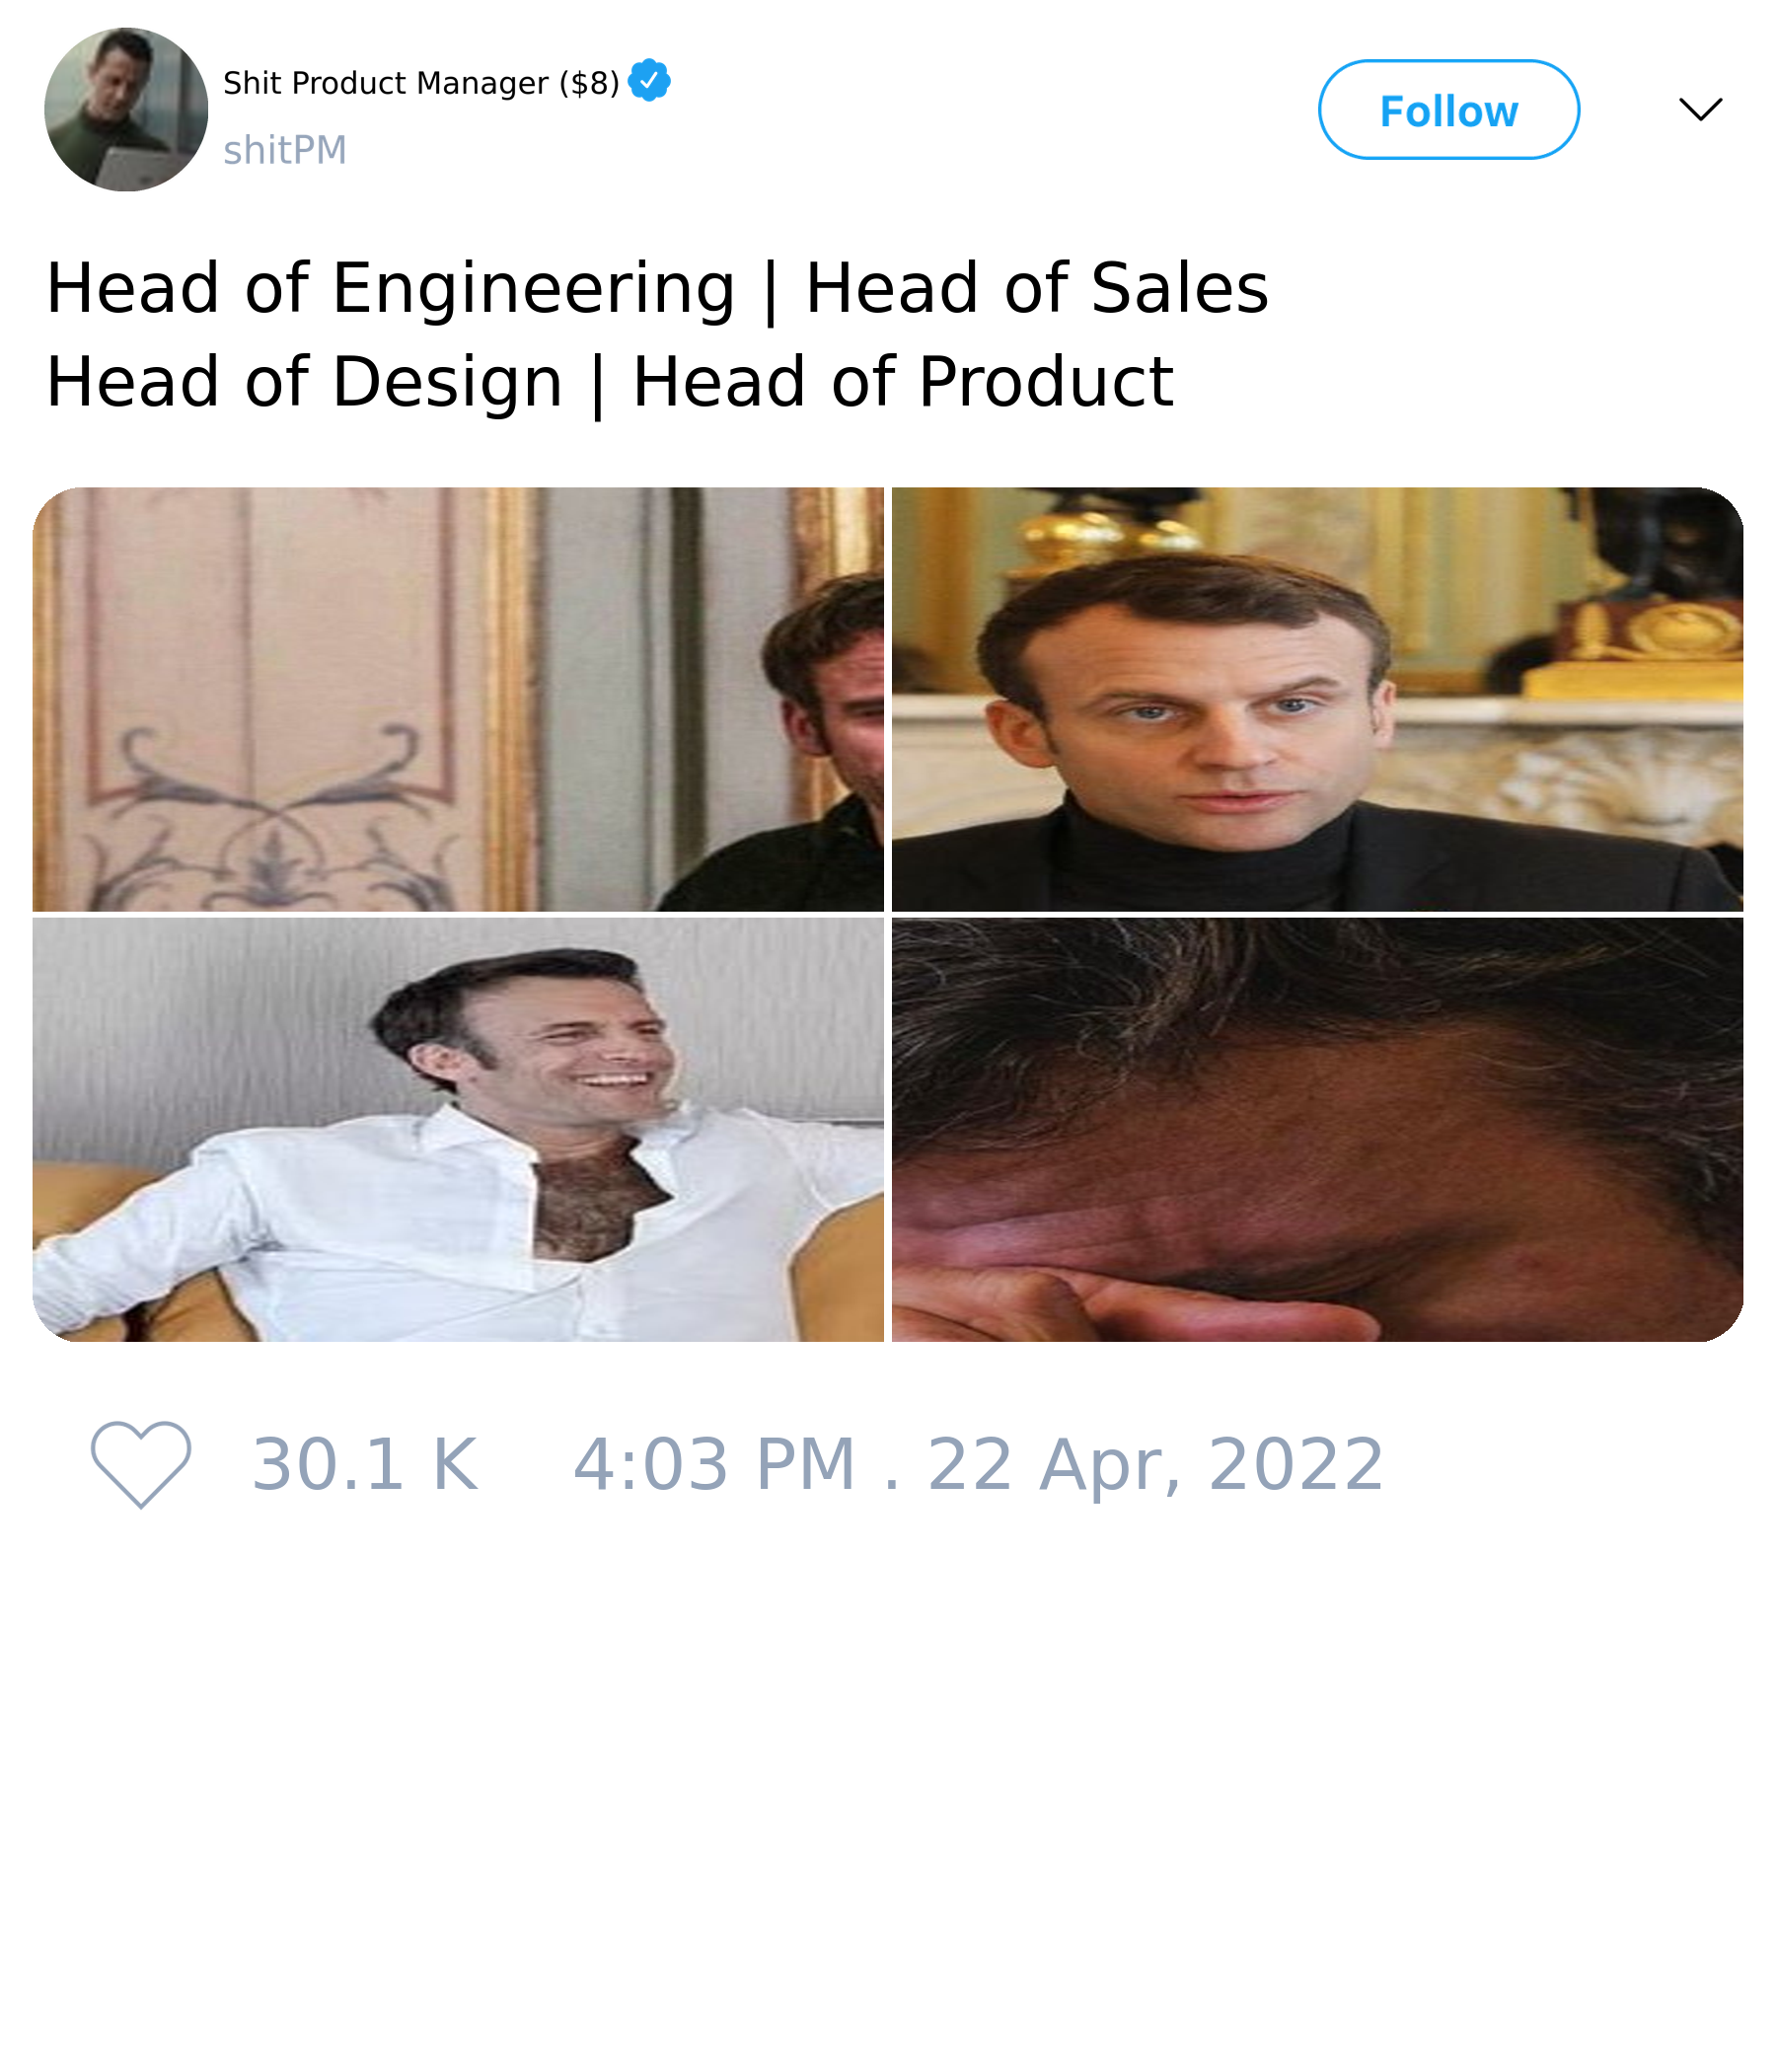 Shit Product Manager ($8)
shitPM
Follow
Head of Engineering | Head of Sales
Head of Design | Head of Product
30.1 K 4:03 PM . 22 Apr, 2022